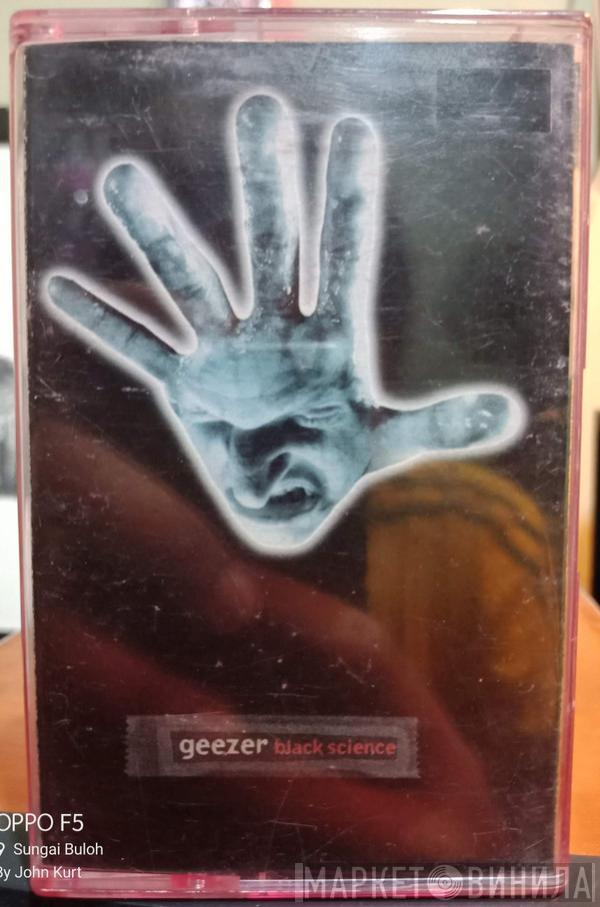 geezer black science
OPPO F5
Sungai Buloh
By John Kurt
МАРКЕТ ВИНИЛА